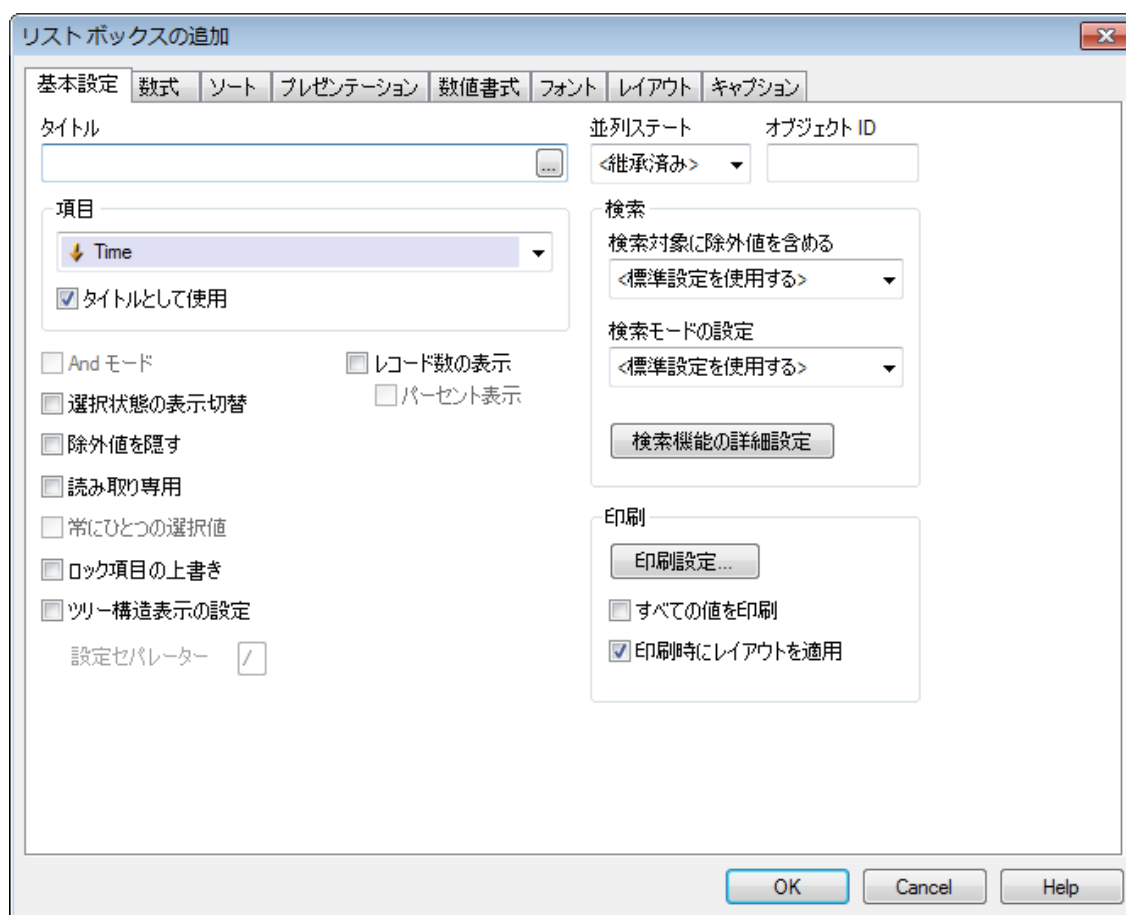 リスト ボックスの追加
基本設定 数式 ソート プレゼンテーション 数値書式 フォント レイアウト キャプション
タイトル
...
並列ステート
<継承済み>
オブジェクト ID
項目
Time
タイトルとして使用
And モード
選択状態の表示切替
除外値を隠す
読み取り専用
常にひとつの選択値
ロック項目の上書き
ツリー構造表示の設定
設定セパレーター /
レコード数の表示
パーセント表示
検索
検索対象に除外値を含める
<標準設定を使用する>
検索モードの設定
<標準設定を使用する>
検索機能の詳細設定
印刷
印刷設定...
すべての値を印刷
印刷時にレイアウトを適用
OK Cancel Help